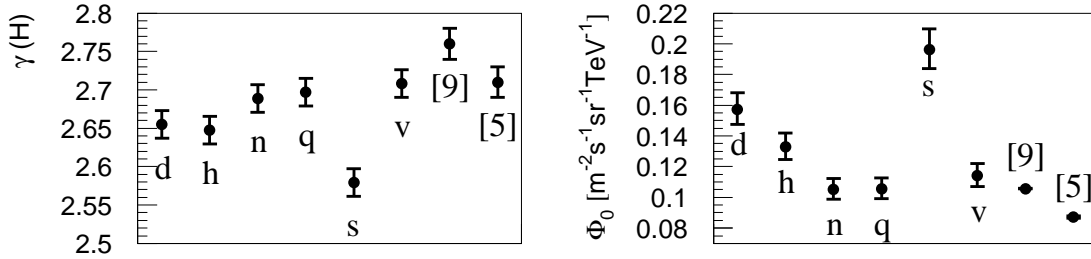 γ (H)
2.8
2.75
2.7
2.65
2.6
2.55
2.5
d
h
n
q
s
v
[9]
[5]
Φ₀ [m⁻²s⁻¹sr⁻¹TeV⁻¹]
0.22
0.2
0.18
0.16
0.14
0.12
0.1
0.08
d
h
n
q
s
v
[9]
[5]